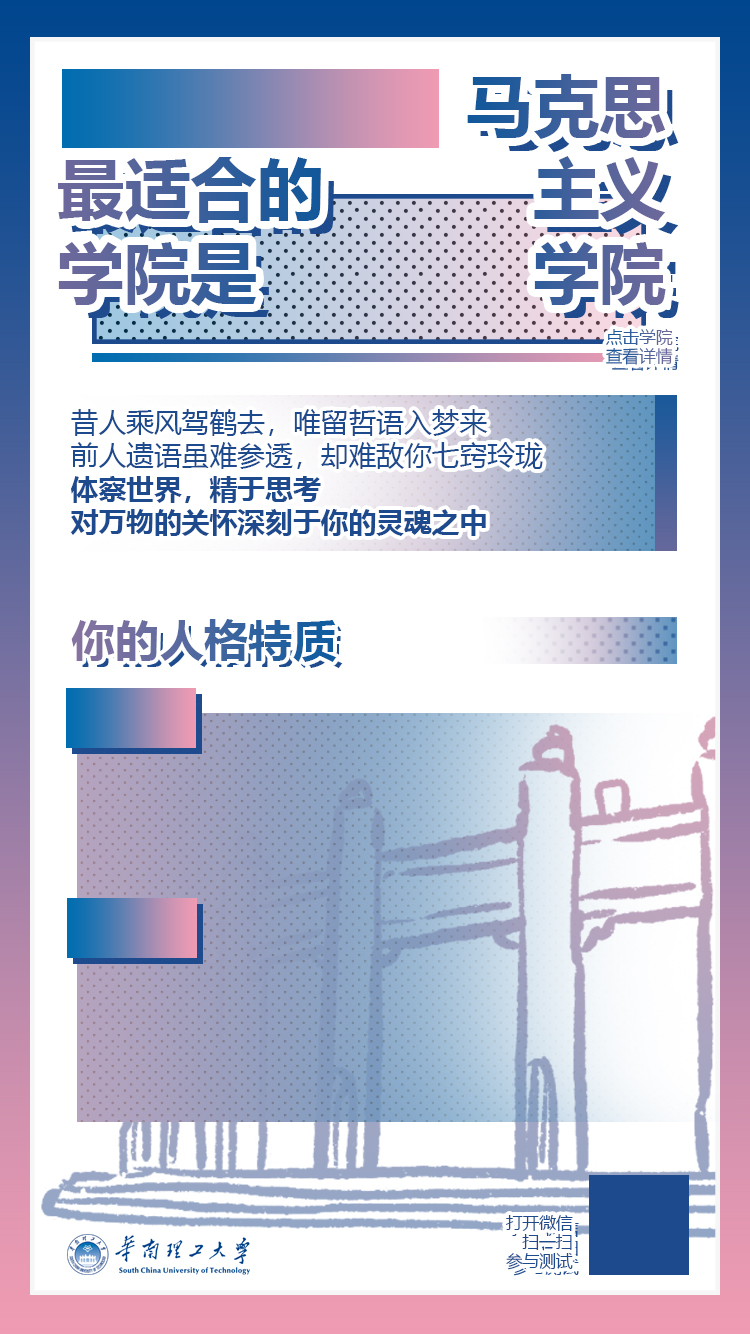 最适合的
学院是
马克思
主义
学院
点击学院
查看详情
昔人乘风驾鹤去，唯留哲语入梦来
前人遗语虽难参透，却难敌你七窍玲珑
体察世界，精于思考
对万物的关怀深刻于你的灵魂之中
你的人格特质
华南理工大学
South China University of Technology
打开微信
扫一扫
参与测试